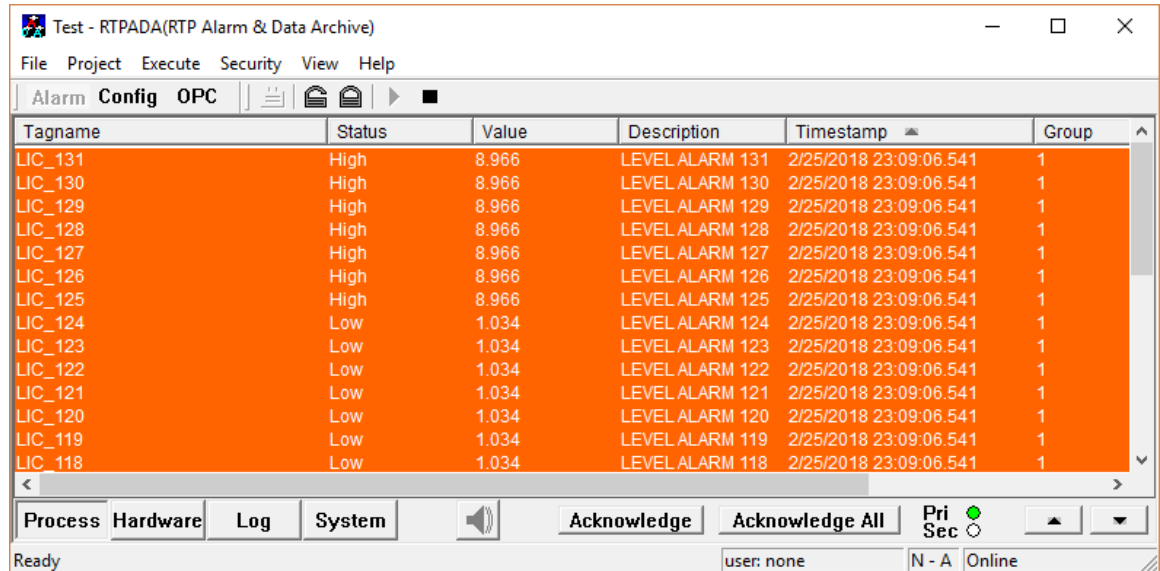 Test - RTPADA(RTP Alarm & Data Archive)
File Project Execute Security View Help
Alarm Config OPC
Tagname Status Value Description Timestamp Group
LIC_131 High 8.966 LEVEL ALARM 131 2/25/2018 23:09:06.541 1
LIC_130 High 8.966 LEVEL ALARM 130 2/25/2018 23:09:06.541 1
LIC_129 High 8.966 LEVEL ALARM 129 2/25/2018 23:09:06.541 1
LIC_128 High 8.966 LEVEL ALARM 128 2/25/2018 23:09:06.541 1
LIC_127 High 8.966 LEVEL ALARM 127 2/25/2018 23:09:06.541 1
LIC_126 High 8.966 LEVEL ALARM 126 2/25/2018 23:09:06.541 1
LIC_125 High 8.966 LEVEL ALARM 125 2/25/2018 23:09:06.541 1
LIC_124 Low 1.034 LEVEL ALARM 124 2/25/2018 23:09:06.541 1
LIC_123 Low 1.034 LEVEL ALARM 123 2/25/2018 23:09:06.541 1
LIC_122 Low 1.034 LEVEL ALARM 122 2/25/2018 23:09:06.541 1
LIC_121 Low 1.034 LEVEL ALARM 121 2/25/2018 23:09:06.541 1
LIC_120 Low 1.034 LEVEL ALARM 120 2/25/2018 23:09:06.541 1
LIC_119 Low 1.034 LEVEL ALARM 119 2/25/2018 23:09:06.541 1
LIC_118 Low 1.034 LEVEL ALARM 118 2/25/2018 23:09:06.541 1
Process Hardware Log System Acknowledge Acknowledge All Pri
Sec
Ready user: none N - A Online